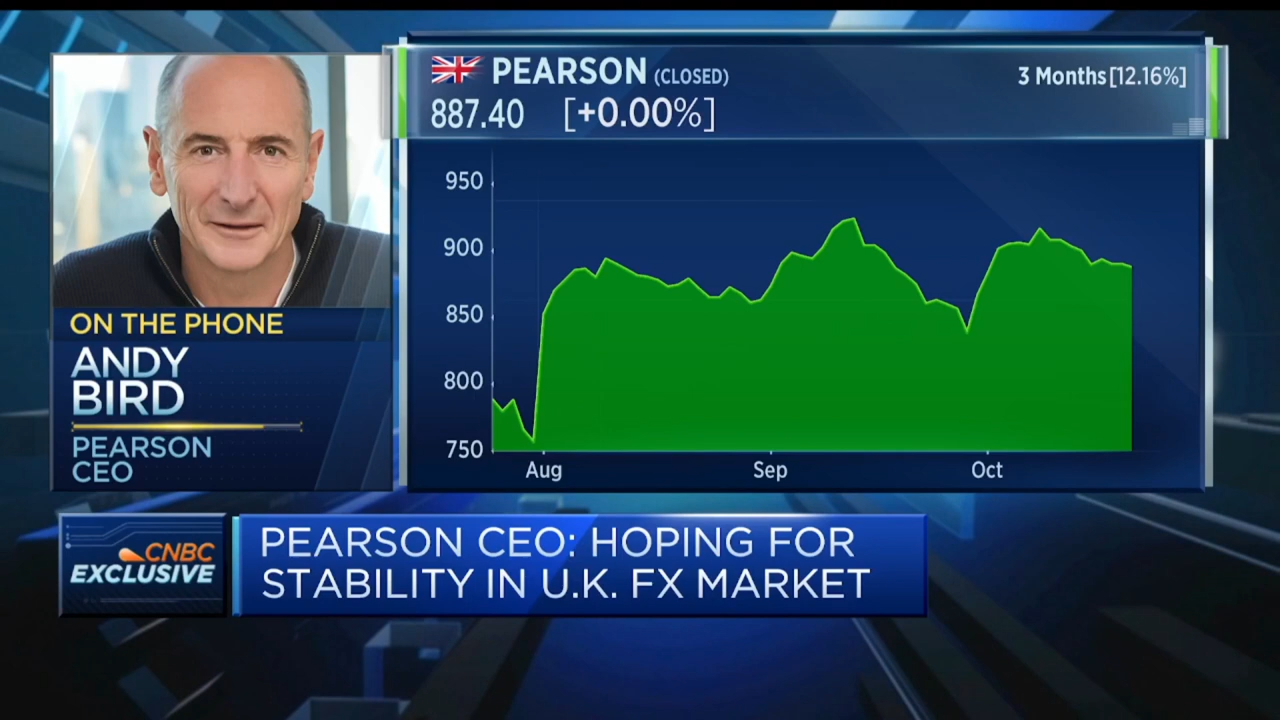 PEARSON (CLOSED)
3 Months [12.16%]
887.40 [+0.00%]
950
900
850
800
750
Aug Sep Oct
ON THE PHONE
ANDY
BIRD
PEARSON
CEO
CNBC
EXCLUSIVE
PEARSON CEO: HOPING FOR
STABILITY IN U.K. FX MARKET